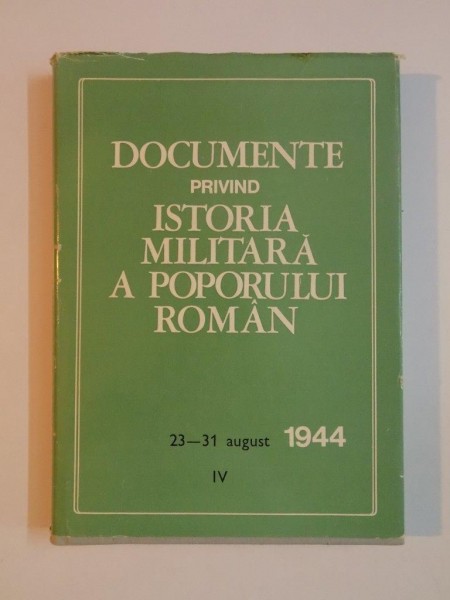 DOCUMENTE
PRIVIND
ISTORIA
MILITARĂ
A POPORULUI
ROMÂN
23—31 august 1944
IV